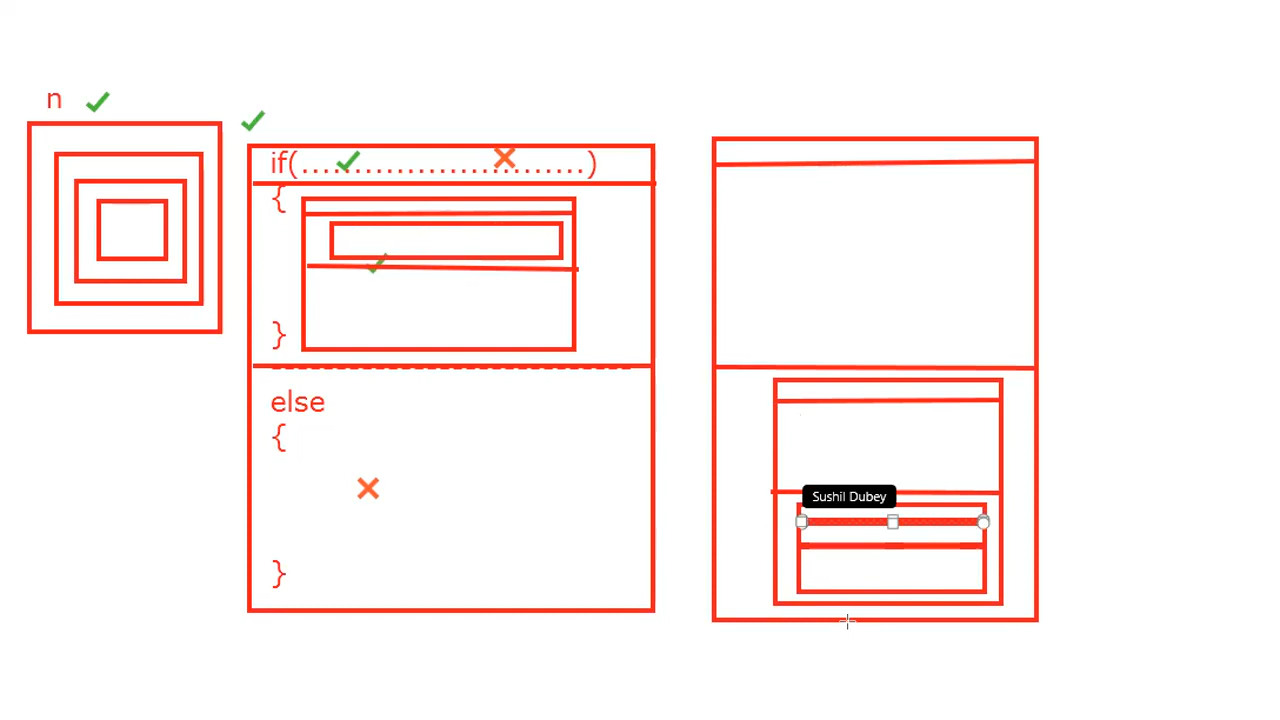 n
if(...............................)
{
}
else
{
}
Sushil Dubey